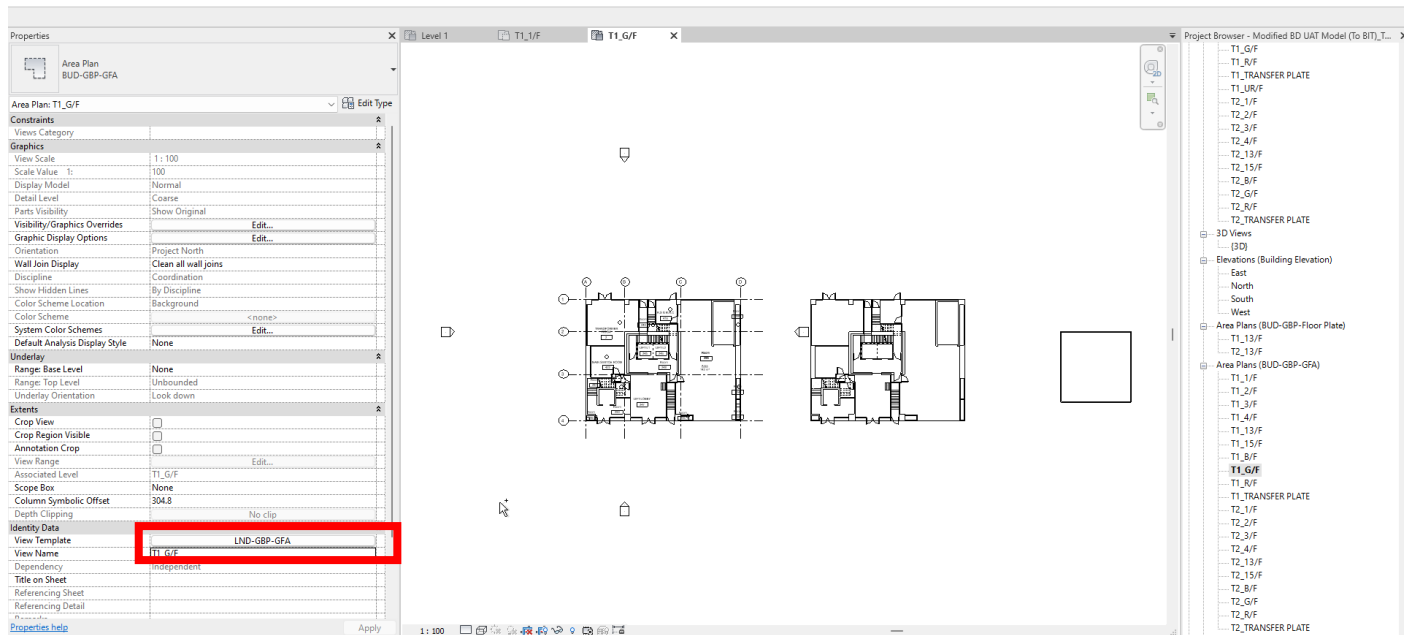 Properties
Area Plan
BUD-GBP-GFA
Area Plan: T1_G/F
Edit Type
Constraints
Views Category
Graphics
View Scale 1 : 100
Scale Value 1: 100
Display Model Normal
Detail Level Coarse
Parts Visibility Show Original
Visibility/Graphics Overrides Edit...
Graphic Display Options Edit...
Orientation Project North
Wall Join Display Clean all wall joins
Discipline Coordination
Show Hidden Lines By Discipline
Color Scheme Location Background
Color Scheme <none>
System Color Schemes Edit...
Default Analysis Display Style None
Underlay
Range: Base Level None
Range: Top Level Unbounded
Underlay Orientation Look down
Extents
Crop View
Crop Region Visible
Annotation Crop
View Range Edit...
Associated Level T1_G/F
Scope Box None
Column Symbolic Offset 304.8
Depth Clipping No clip
Identity Data
View Template LND-GBP-GFA
View Name T1_G/F
Dependency Independent
Title on Sheet
Referencing Sheet
Referencing Detail
Properties help
Apply
Level 1
T1_1/F
T1_G/F
2D
A B C D
1
2
3
4
1 : 100
Project Browser - Modified BD UAT Model (To BIT)_T...
T1_G/F
T1_R/F
T1_TRANSFER PLATE
T1_UR/F
T2_1/F
T2_2/F
T2_3/F
T2_4/F
T2_13/F
T2_15/F
T2_B/F
T2_G/F
T2_R/F
T2_TRANSFER PLATE
3D Views
{3D}
Elevations (Building Elevation)
East
North
South
West
Area Plans (BUD-GBP-Floor Plate)
T1_13/F
T2_13/F
Area Plans (BUD-GBP-GFA)
T1_1/F
T1_2/F
T1_3/F
T1_4/F
T1_13/F
T1_15/F
T1_B/F
T1_G/F
T1_R/F
T1_TRANSFER PLATE
T2_1/F
T2_2/F
T2_3/F
T2_4/F
T2_13/F
T2_15/F
T2_B/F
T2_G/F
T2_R/F
T2_TRANSFER PLATE